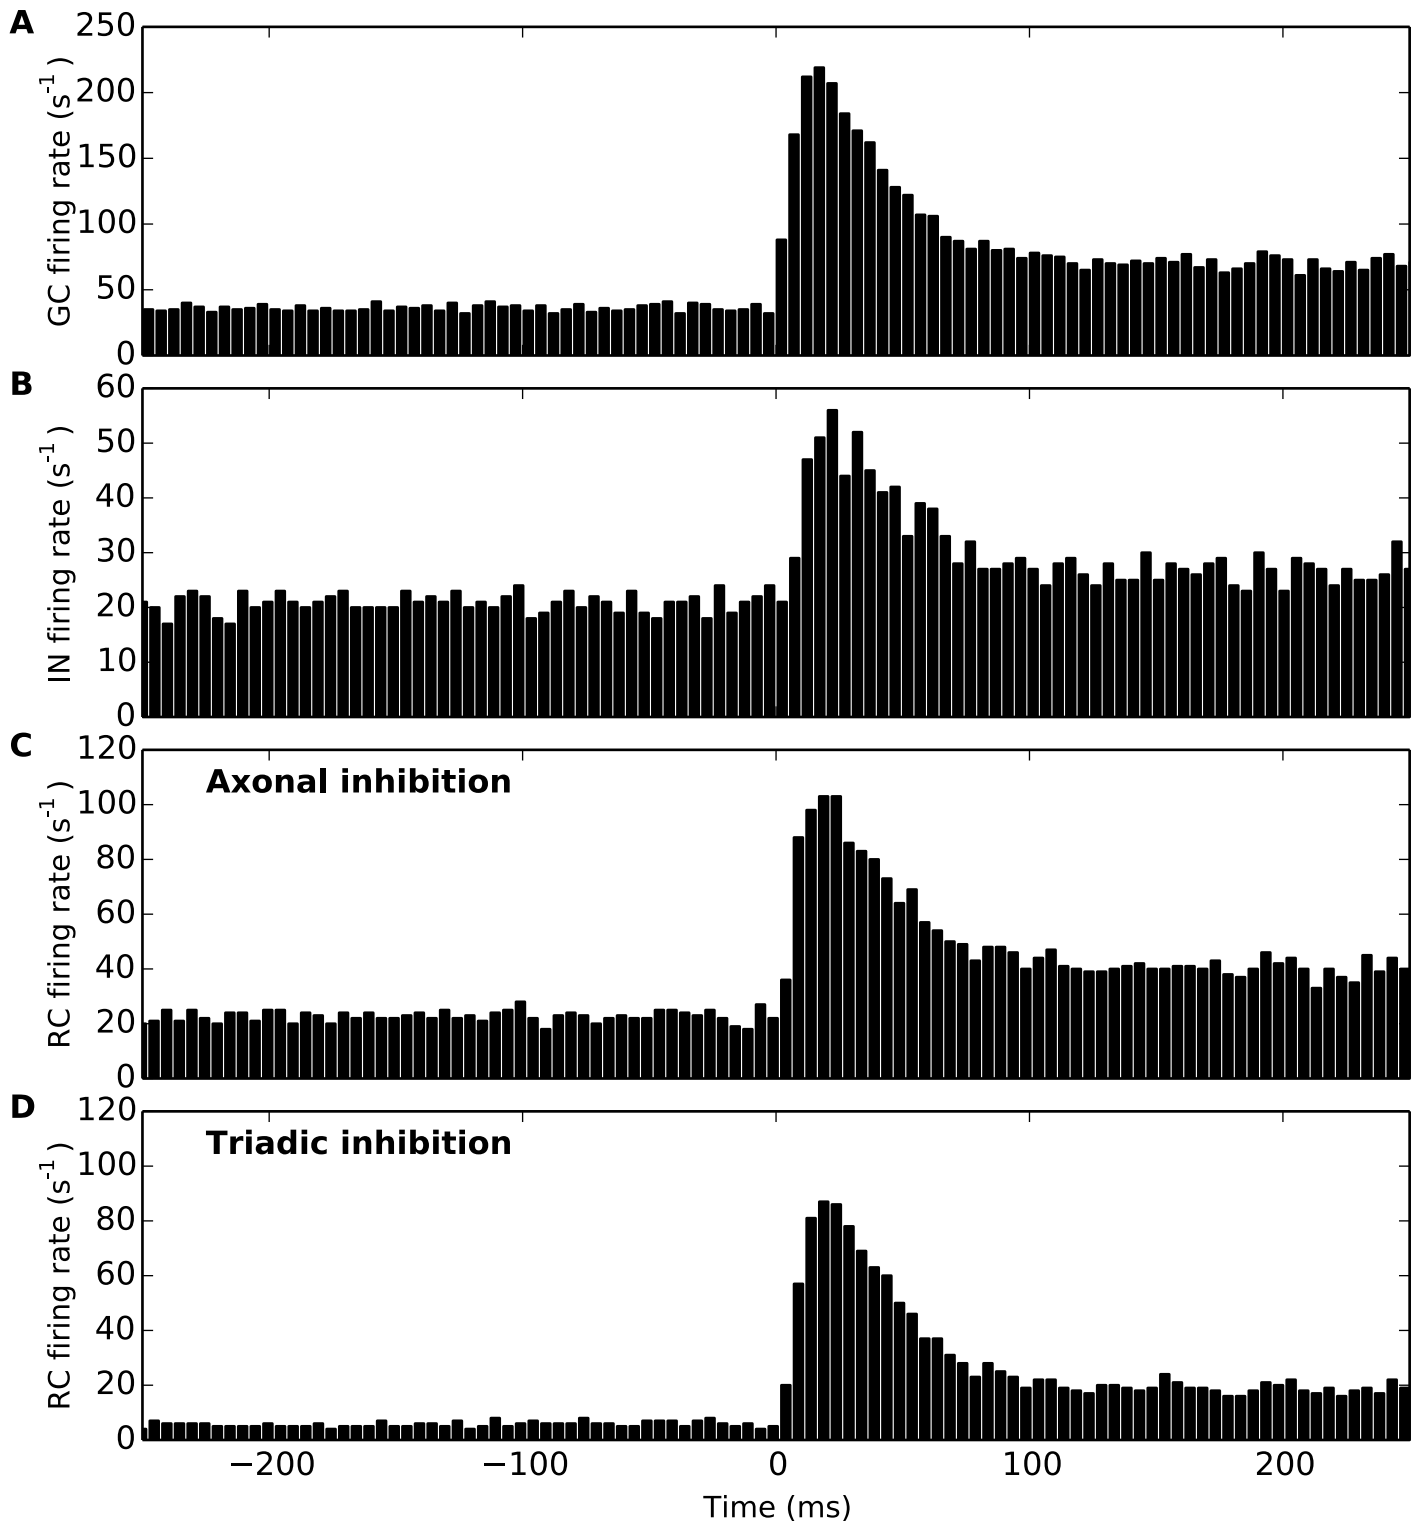 A
GC firing rate (s-1)
250
200
150
100
50
0
B
IN firing rate (s-1)
60
50
40
30
20
10
0
C
Axonal inhibition
RC firing rate (s-1)
120
100
80
60
40
20
0
D
Triadic inhibition
RC firing rate (s-1)
120
100
80
60
40
20
0
−200 −100 0 100 200
Time (ms)